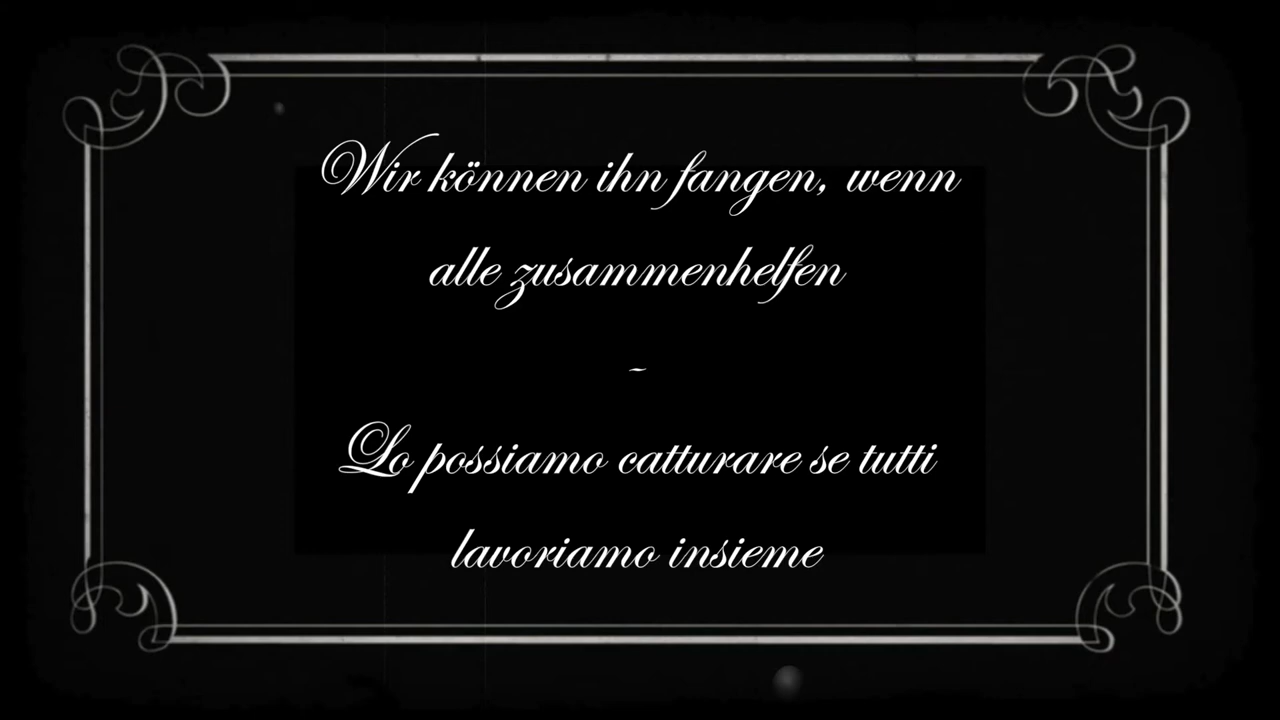 Wir können ihn fangen, wenn
alle zusammenhelfen
~
Lo possiamo catturare se tutti
lavoriamo insieme